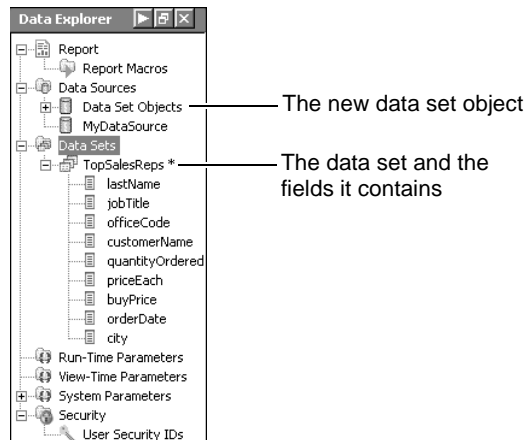 Data Explorer
Report
Report Macros
Data Sources
Data Set Objects
The new data set object
MyDataSource
Data Sets
TopSalesReps *
The data set and the
fields it contains
lastName
jobTitle
officeCode
customerName
quantityOrdered
priceEach
buyPrice
orderDate
city
Run-Time Parameters
View-Time Parameters
System Parameters
Security
User Security IDs